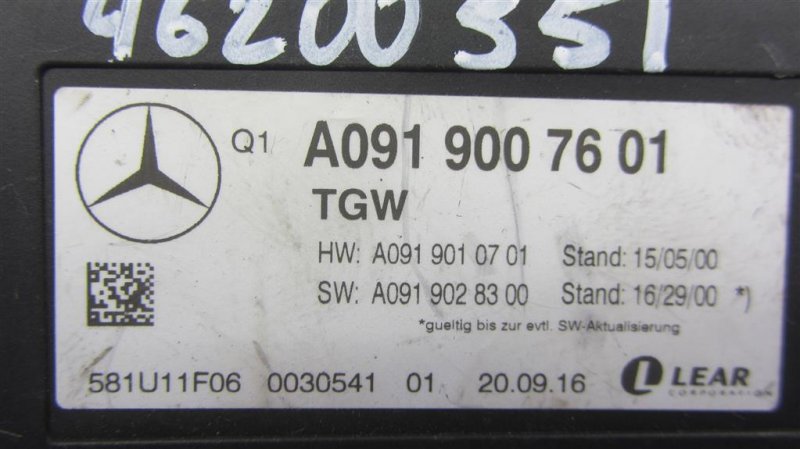 46200351
Q1 A091 900 76 01
TGW
HW: A091 901 07 01 Stand: 15/05/00
SW: A091 902 83 00 Stand: 16/29/00 *)
*gueltig bis zur evtl. SW-Aktualisierung
581U11F06 0030541 01 20.09.16 LEAR
CORPORATION